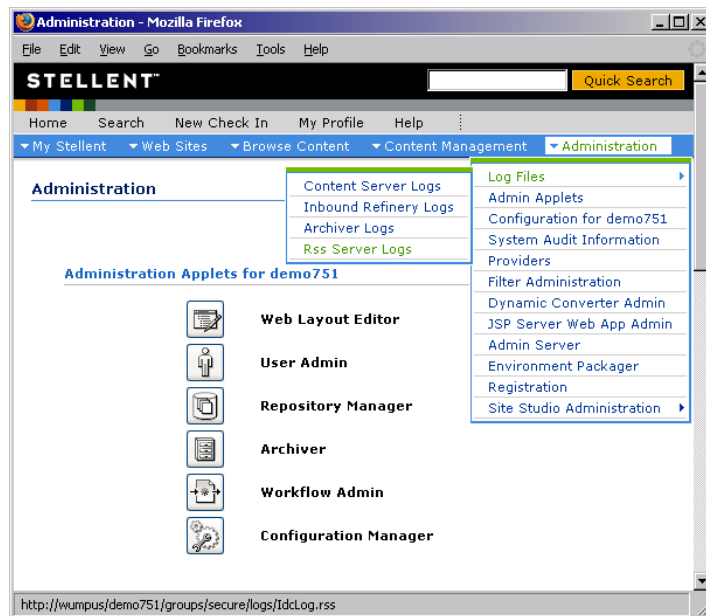 Administration - Mozilla Firefox
File Edit View Go Bookmarks Tools Help
STELLENT™
Quick Search
Home Search New Check In My Profile Help
My Stellent Web Sites Browse Content Content Management Administration
Administration
Content Server Logs
Inbound Refinery Logs
Archiver Logs
Rss Server Logs
Log Files
Admin Applets
Configuration for demo751
System Audit Information
Providers
Filter Administration
Dynamic Converter Admin
JSP Server Web App Admin
Admin Server
Environment Packager
Registration
Site Studio Administration
Administration Applets for demo751
Web Layout Editor
User Admin
Repository Manager
Archiver
Workflow Admin
Configuration Manager
http://wumpus/demo751/groups/secure/logs/IdcLog.rss